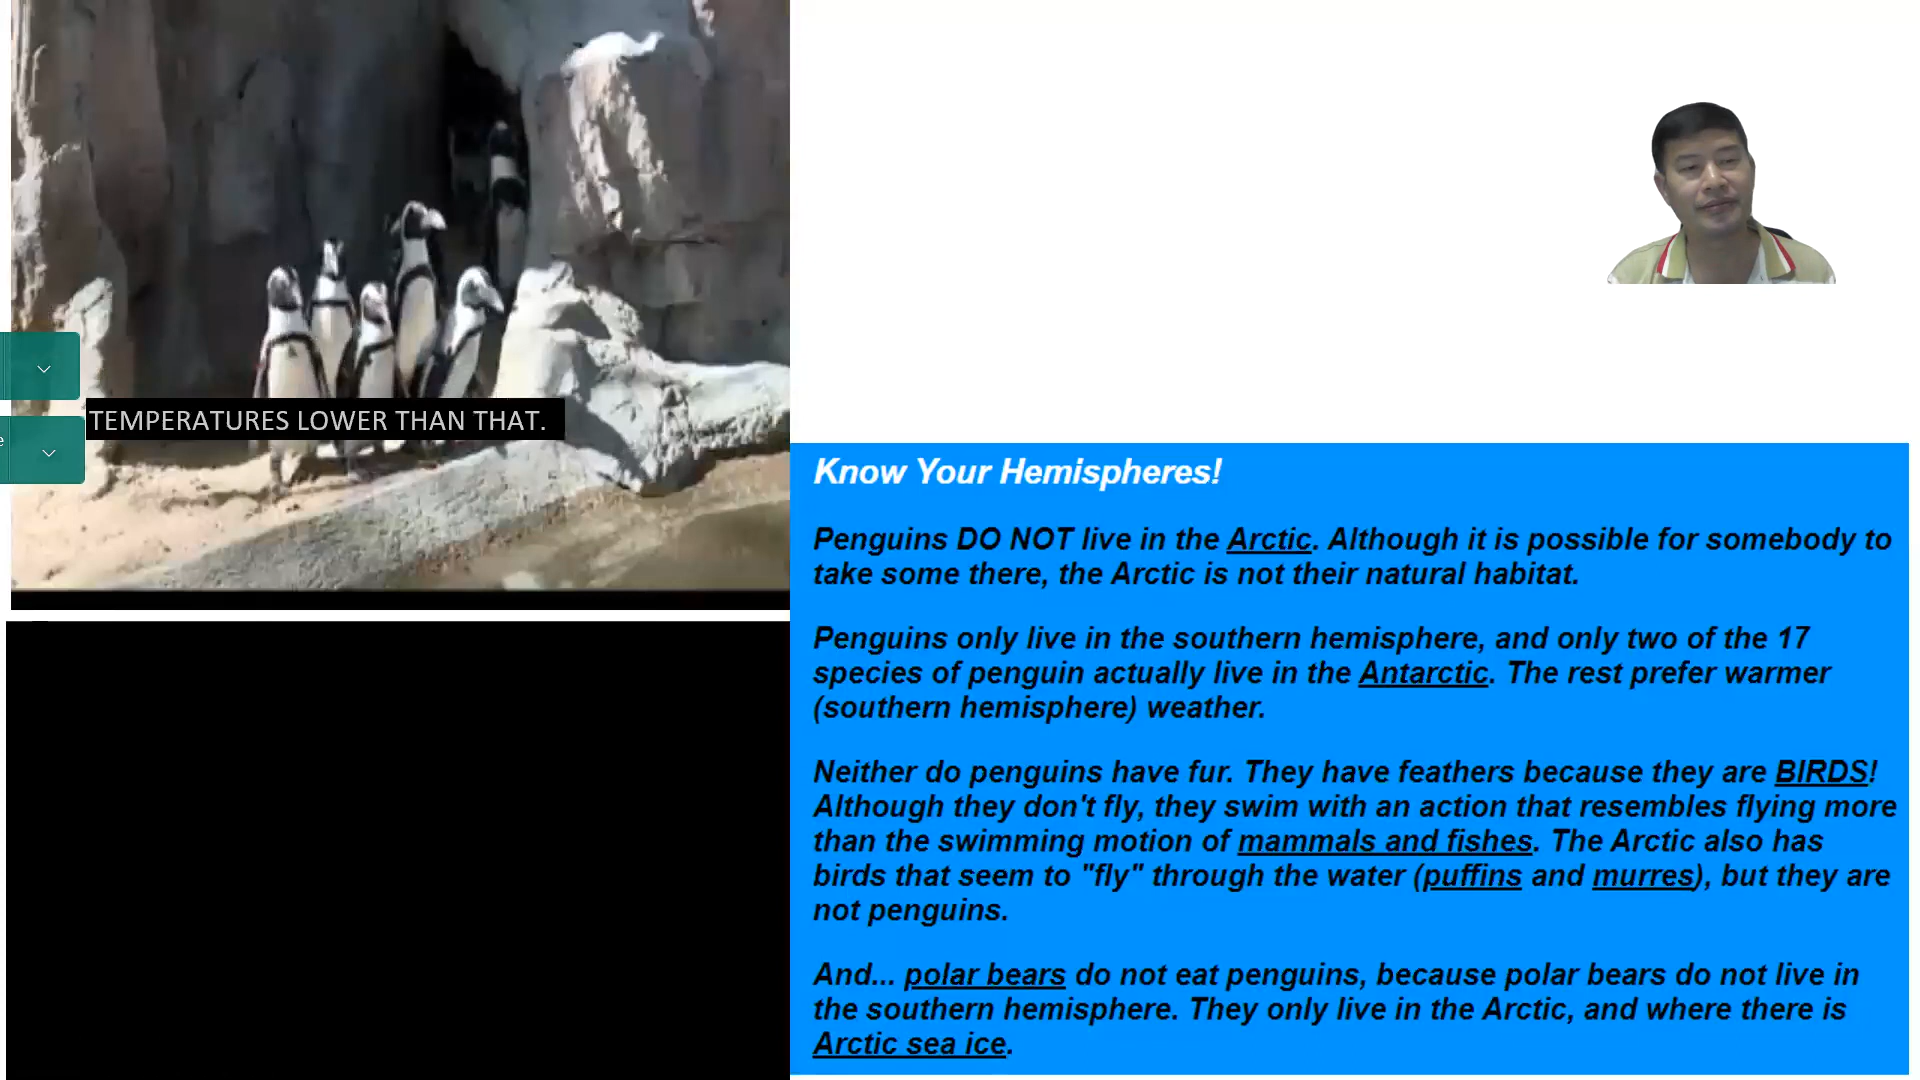 TEMPERATURES LOWER THAN THAT.
e
Know Your Hemispheres!
Penguins DO NOT live in the Arctic. Although it is possible for somebody to
take some there, the Arctic is not their natural habitat.
Penguins only live in the southern hemisphere, and only two of the 17
species of penguin actually live in the Antarctic. The rest prefer warmer
(southern hemisphere) weather.
Neither do penguins have fur. They have feathers because they are BIRDS!
Although they don't fly, they swim with an action that resembles flying more
than the swimming motion of mammals and fishes. The Arctic also has
birds that seem to "fly" through the water (puffins and murres), but they are
not penguins.
And... polar bears do not eat penguins, because polar bears do not live in
the southern hemisphere. They only live in the Arctic, and where there is
Arctic sea ice.